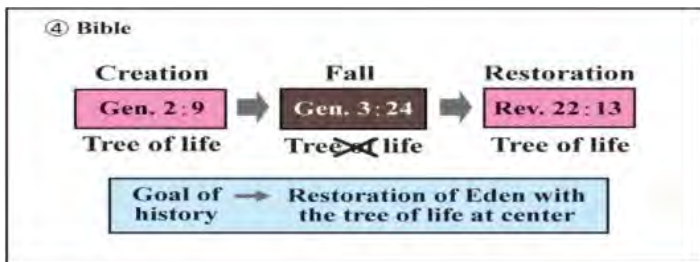 ④ Bible
Creation Fall Restoration
Gen. 2:9 Gen. 3:24 Rev. 22:13
Tree of life Tree of life Tree of life
Goal of → Restoration of Eden with
history the tree of life at center